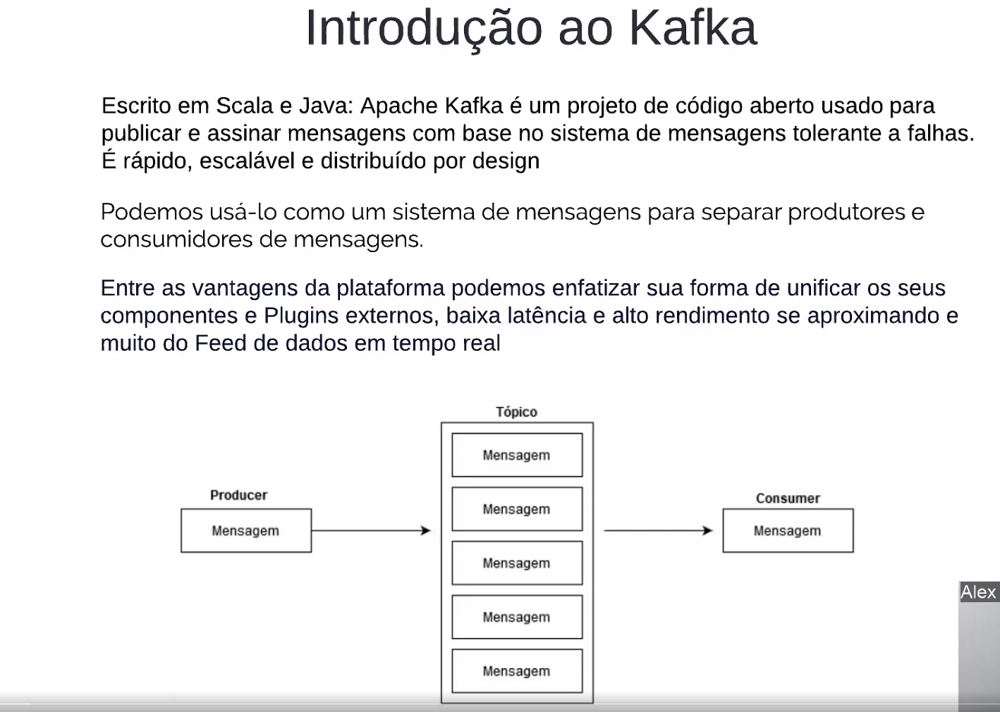 Introdução ao Kafka
Escrito em Scala e Java: Apache Kafka é um projeto de código aberto usado para
publicar e assinar mensagens com base no sistema de mensagens tolerante a falhas.
É rápido, escalável e distribuído por design
Podemos usá-lo como um sistema de mensagens para separar produtores e
consumidores de mensagens.
Entre as vantagens da plataforma podemos enfatizar sua forma de unificar os seus
componentes e Plugins externos, baixa latência e alto rendimento se aproximando e
muito do Feed de dados em tempo real
Tópico
Mensagem
Mensagem
Mensagem
Mensagem
Mensagem
Producer
Mensagem
Consumer
Mensagem
Alex